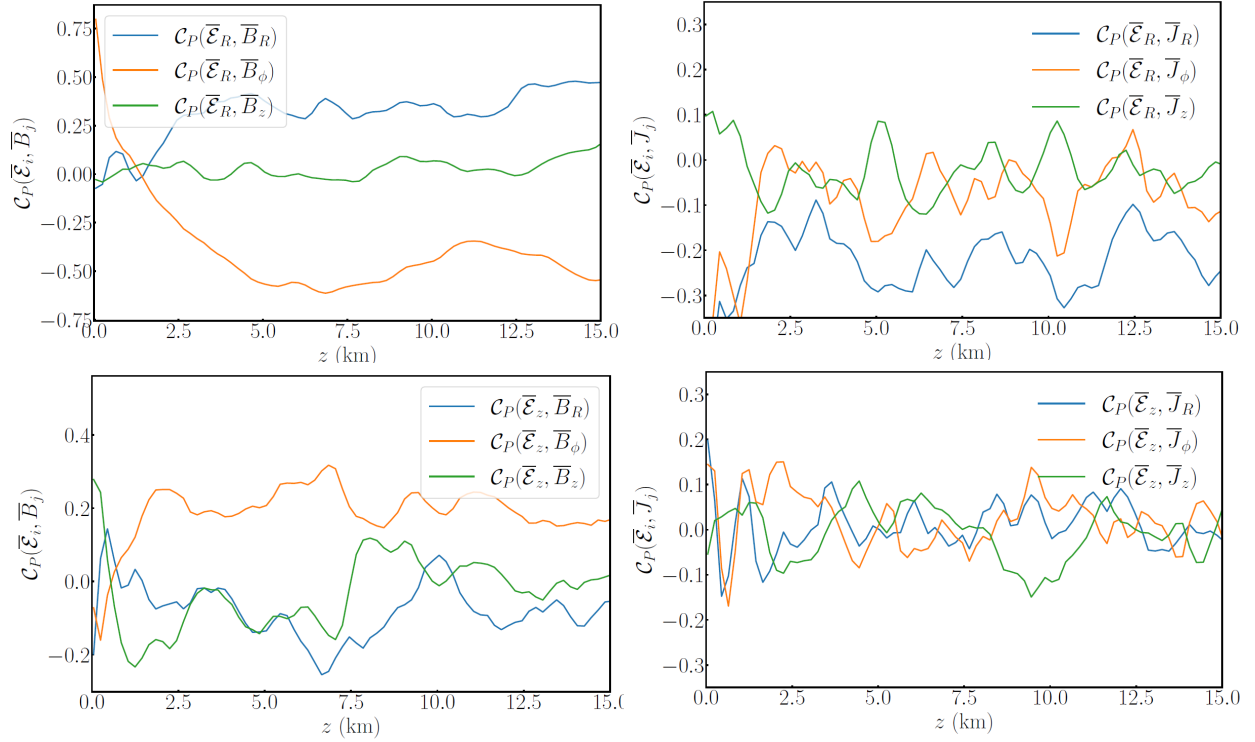 0.75
0.50
0.25
0.00
−0.25
−0.50
−0.75
0.0 2.5 5.0 7.5 10.0 12.5 15.0
z (km)
𝒞_P(ℰ̅_i, B̅_j)
𝒞_P(ℰ̅_R, B̅_R)
𝒞_P(ℰ̅_R, B̅_ϕ)
𝒞_P(ℰ̅_R, B̅_z)
0.3
0.2
0.1
0.0
−0.1
−0.2
−0.3
0.0 2.5 5.0 7.5 10.0 12.5 15.0
z (km)
𝒞_P(ℰ̅_i, J̅_j)
𝒞_P(ℰ̅_R, J̅_R)
𝒞_P(ℰ̅_R, J̅_ϕ)
𝒞_P(ℰ̅_R, J̅_z)
0.4
0.2
0.0
−0.2
0.0 2.5 5.0 7.5 10.0 12.5 15.0
z (km)
𝒞_P(ℰ̅_i, B̅_j)
𝒞_P(ℰ̅_z, B̅_R)
𝒞_P(ℰ̅_z, B̅_ϕ)
𝒞_P(ℰ̅_z, B̅_z)
0.3
0.2
0.1
0.0
−0.1
−0.2
−0.3
0.0 2.5 5.0 7.5 10.0 12.5 15.0
z (km)
𝒞_P(ℰ̅_i, J̅_j)
𝒞_P(ℰ̅_z, J̅_R)
𝒞_P(ℰ̅_z, J̅_ϕ)
𝒞_P(ℰ̅_z, J̅_z)